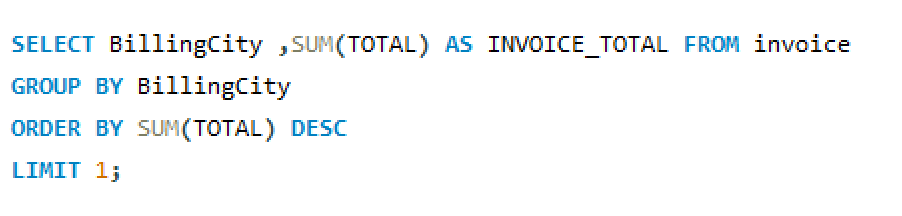 SELECT BillingCity ,SUM(TOTAL) AS INVOICE_TOTAL FROM invoice
GROUP BY BillingCity
ORDER BY SUM(TOTAL) DESC
LIMIT 1;